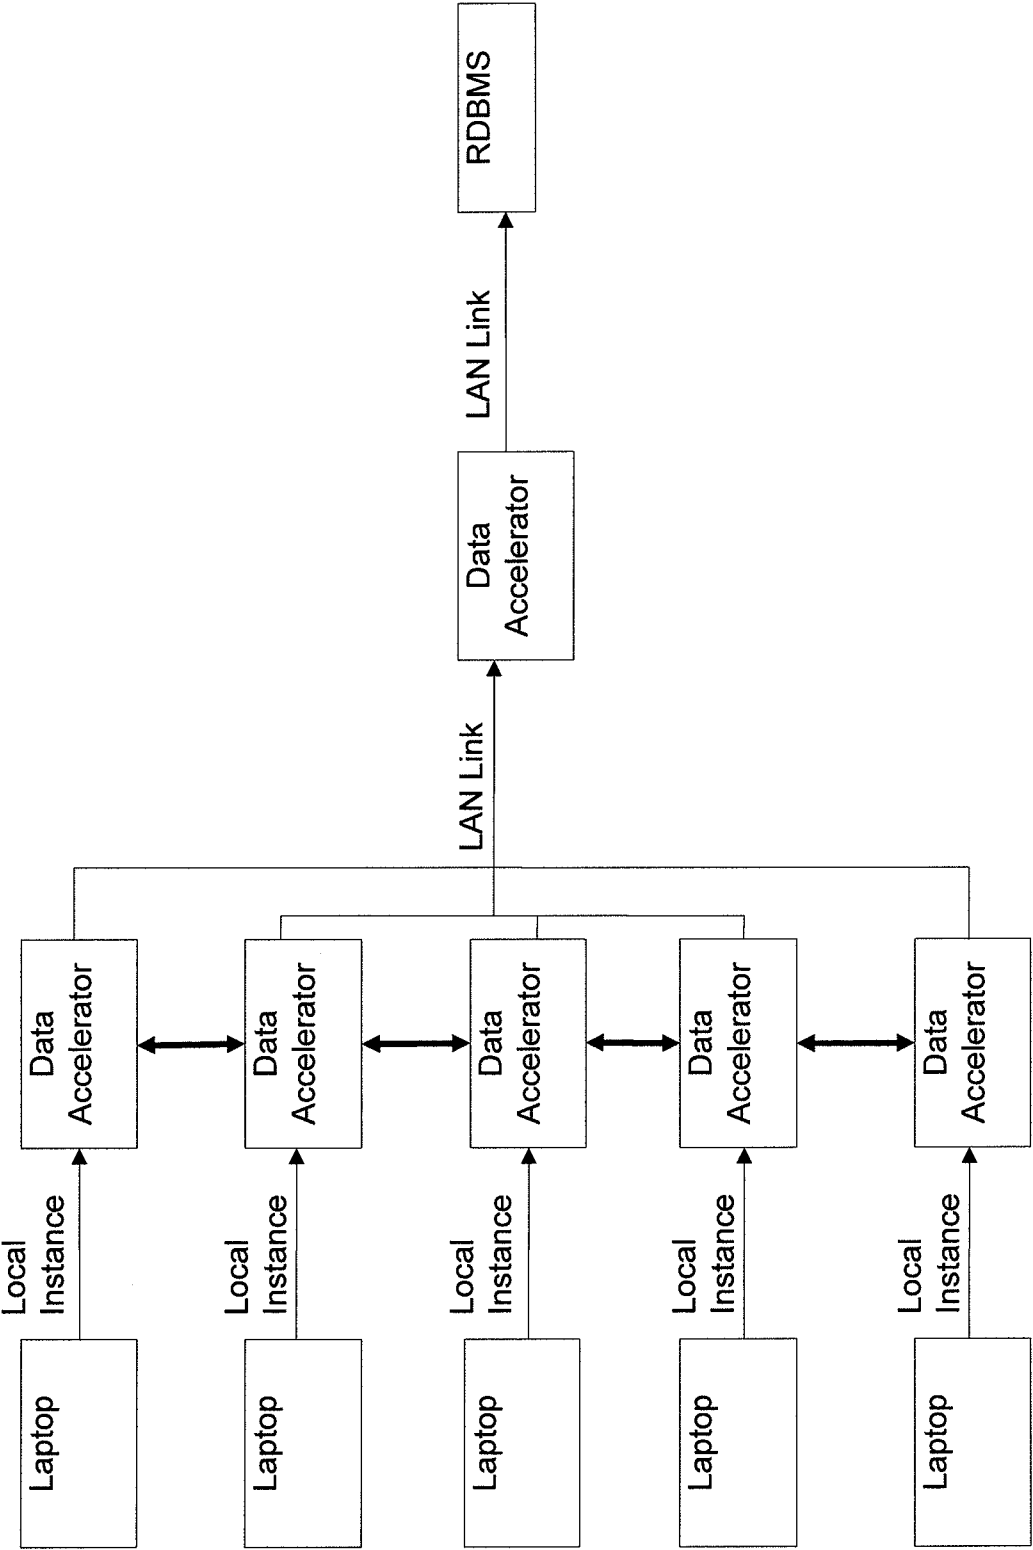 Laptop
Local
Instance
Data
Accelerator
Laptop
Local
Instance
Data
Accelerator
Laptop
Local
Instance
Data
Accelerator
Laptop
Local
Instance
Data
Accelerator
Laptop
Local
Instance
Data
Accelerator
LAN Link
Data
Accelerator
LAN Link
RDBMS